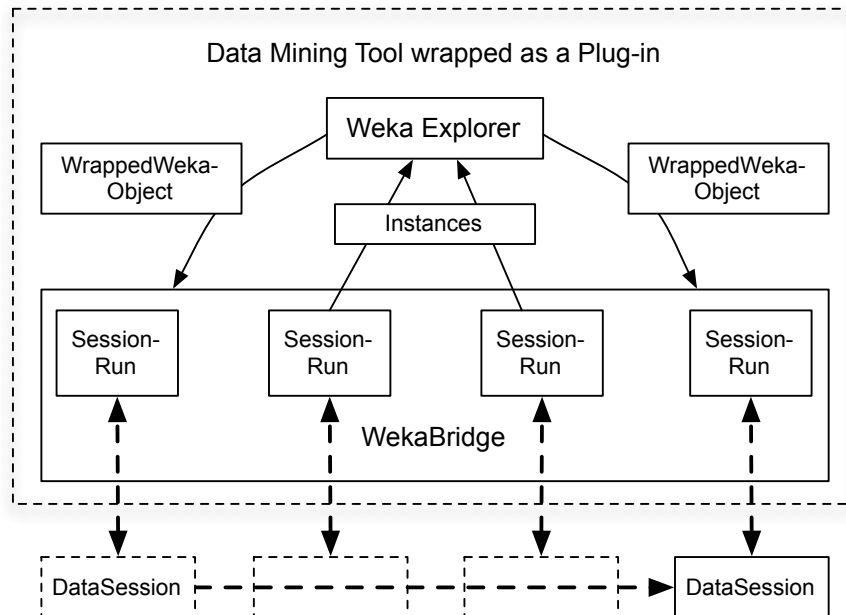 Data Mining Tool wrapped as a Plug-in
Weka Explorer
WrappedWeka-
Object
WrappedWeka-
Object
Instances
Session-
Run
Session-
Run
Session-
Run
Session-
Run
WekaBridge
DataSession
DataSession